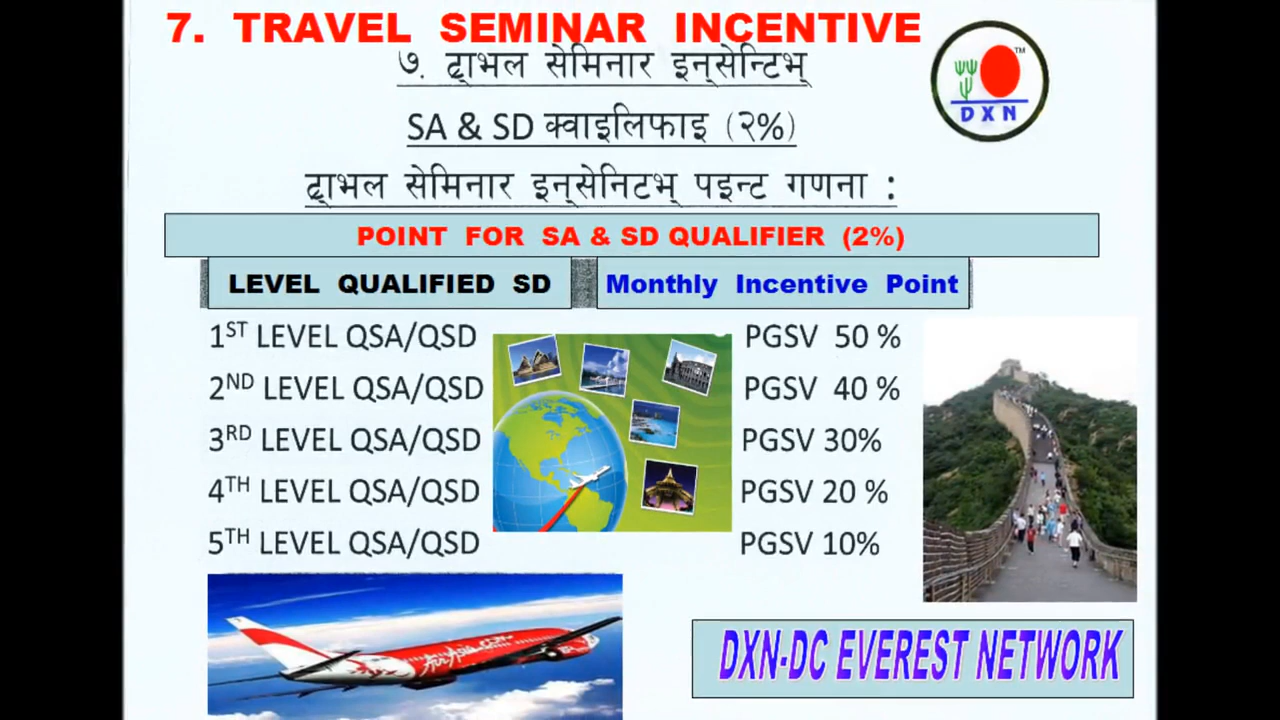 7. TRAVEL SEMINAR INCENTIVE
७. ट्राभल सेमिनार इन्सेन्टिभ्
TM
DXN
SA & SD क्वाइलिफाइ (२%)
ट्राभल सेमिनार इन्सेनिटभ् पइन्ट गणना :
POINT FOR SA & SD QUALIFIER (2%)
LEVEL QUALIFIED SD Monthly Incentive Point
1ST LEVEL QSA/QSD PGSV 50 %
2ND LEVEL QSA/QSD PGSV 40 %
3RD LEVEL QSA/QSD PGSV 30%
4TH LEVEL QSA/QSD PGSV 20 %
5TH LEVEL QSA/QSD PGSV 10%
AirAsia.com
DXN-DC EVEREST NETWORK